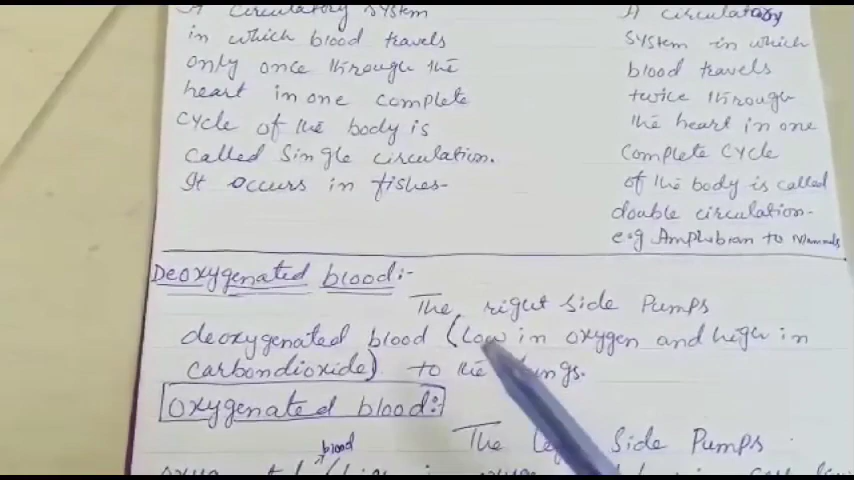 A Circulatory System
in which blood travels
only once through the
heart in one complete
Cycle of the body is
called Single circulation.
It occurs in fishes-
A circulatory
System in which
blood travels
twice through
the heart in one
Complete Cycle
of the body is called
double circulation-
e.g Amphibian to Mammals
Deoxygenated blood:-
The right side Pumps
deoxygenated blood (Low in oxygen and high in
carbondioxide) to the lungs.
Oxygenated blood:-
The left Side Pumps
blood